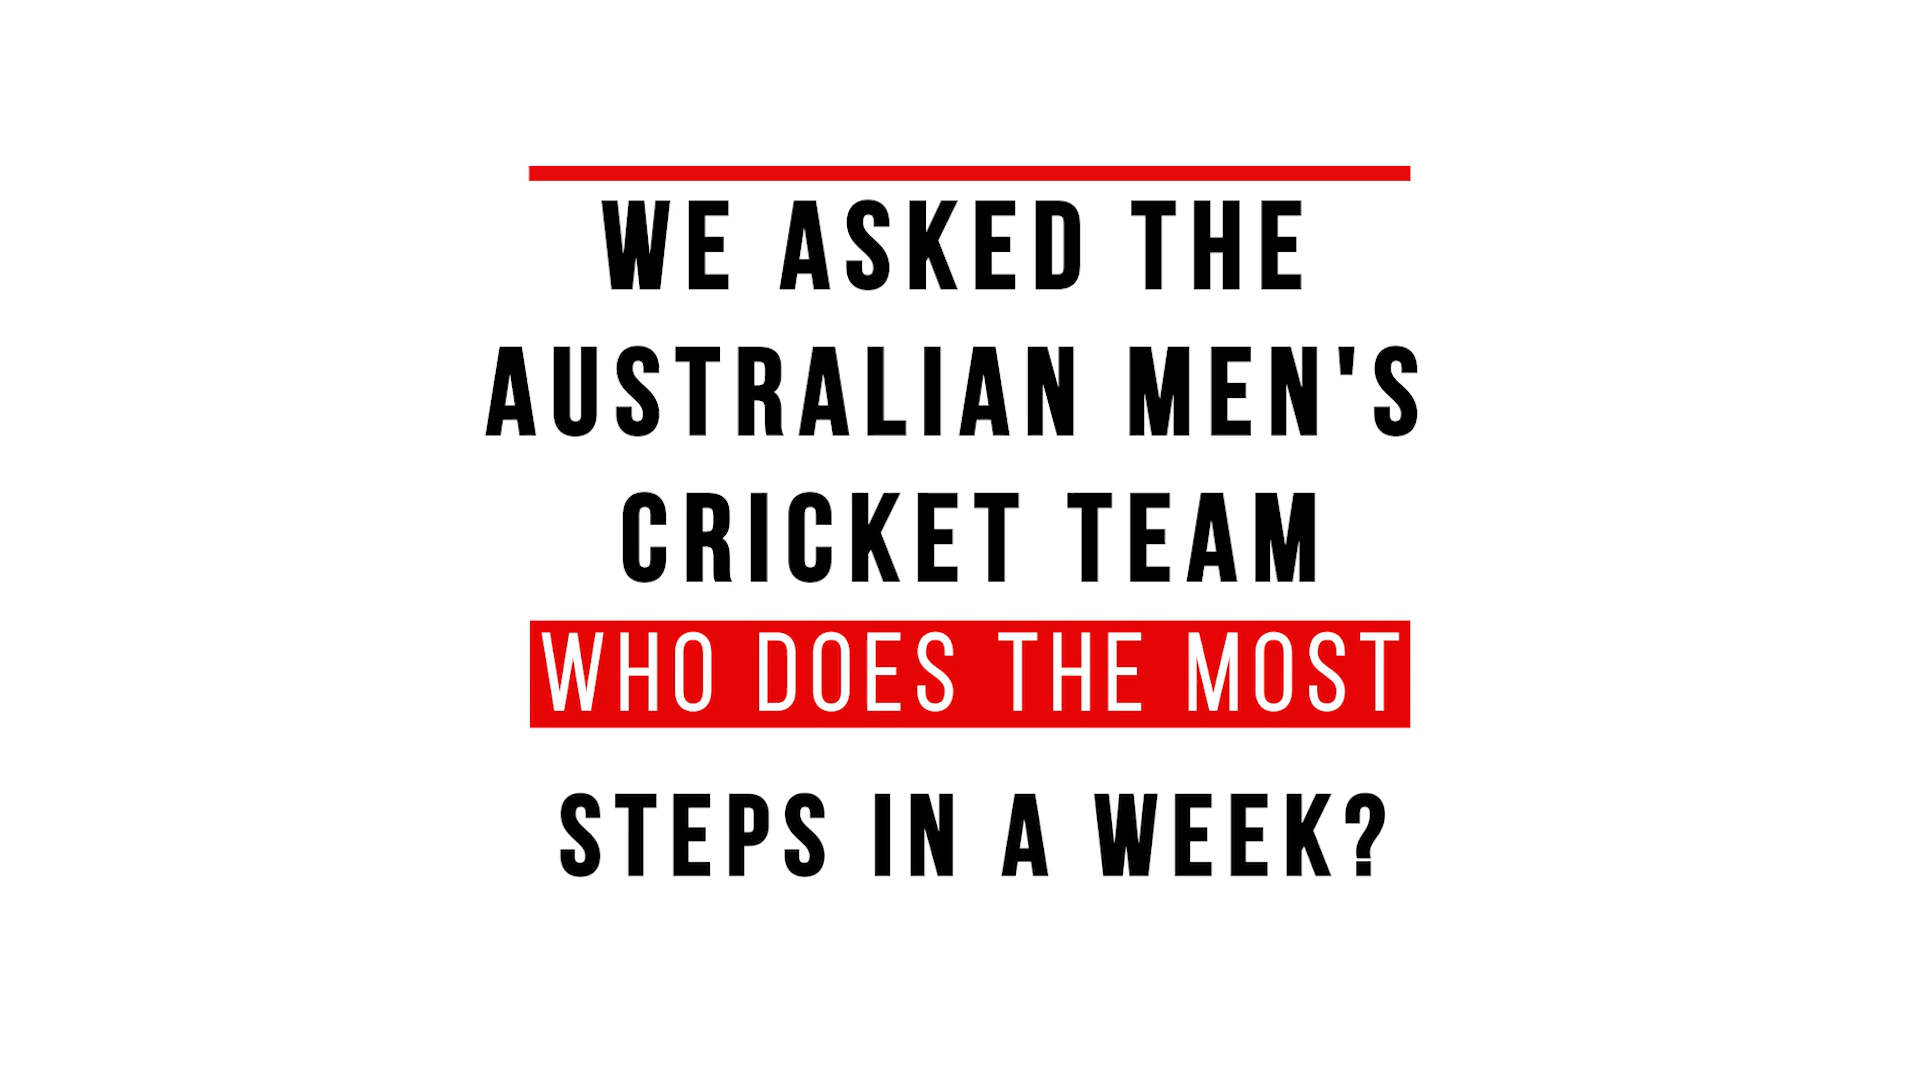 WE ASKED THE
AUSTRALIAN MEN'S
CRICKET TEAM
WHO DOES THE MOST
STEPS IN A WEEK?